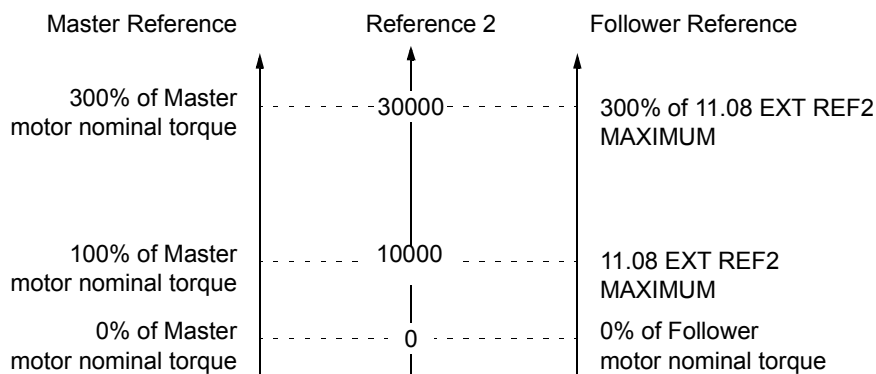 Master Reference
Reference 2
Follower Reference
300% of Master
motor nominal torque
30000
300% of 11.08 EXT REF2
MAXIMUM
100% of Master
motor nominal torque
10000
11.08 EXT REF2
MAXIMUM
0% of Master
motor nominal torque
0
0% of Follower
motor nominal torque